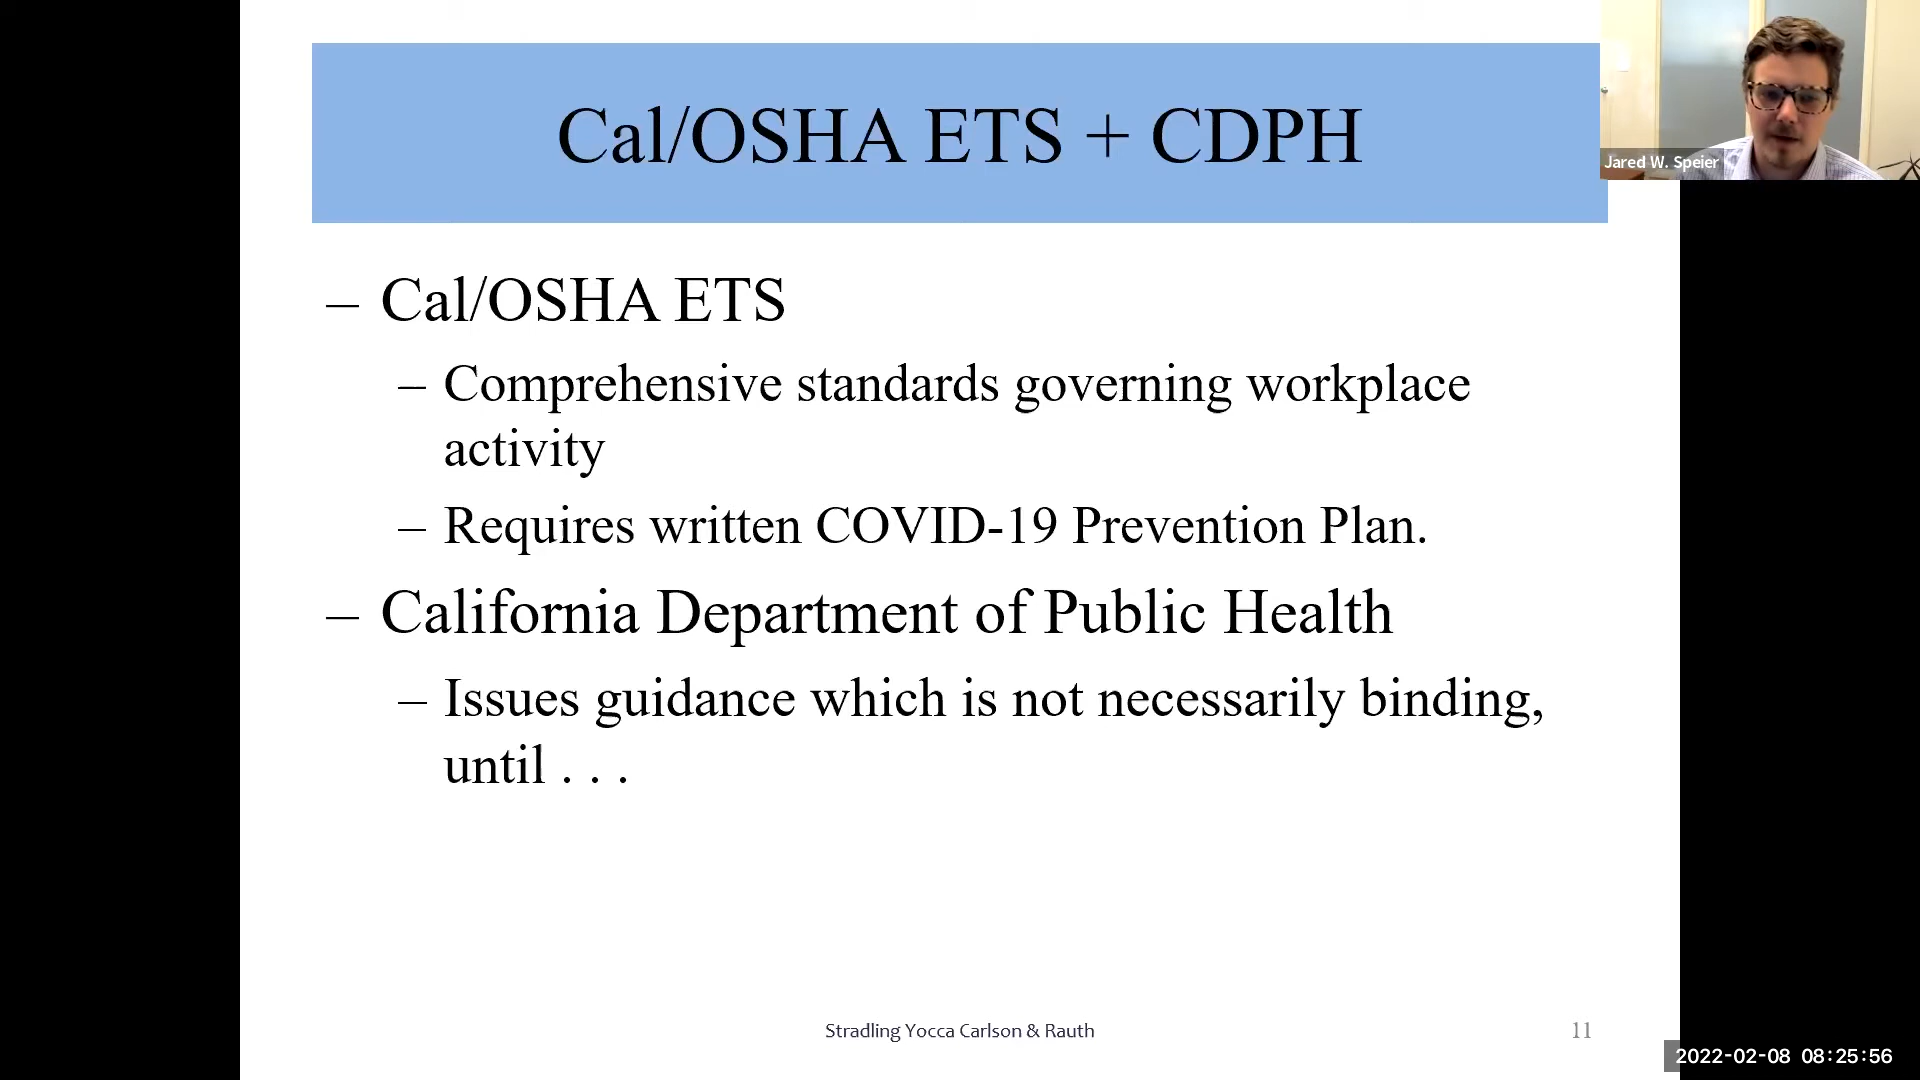 Cal/OSHA ETS + CDPH
Jared W. Speier
– Cal/OSHA ETS
– Comprehensive standards governing workplace
activity
– Requires written COVID-19 Prevention Plan.
– California Department of Public Health
– Issues guidance which is not necessarily binding,
until . . .
Stradling Yocca Carlson & Rauth
11
2022-02-08 08:25:56